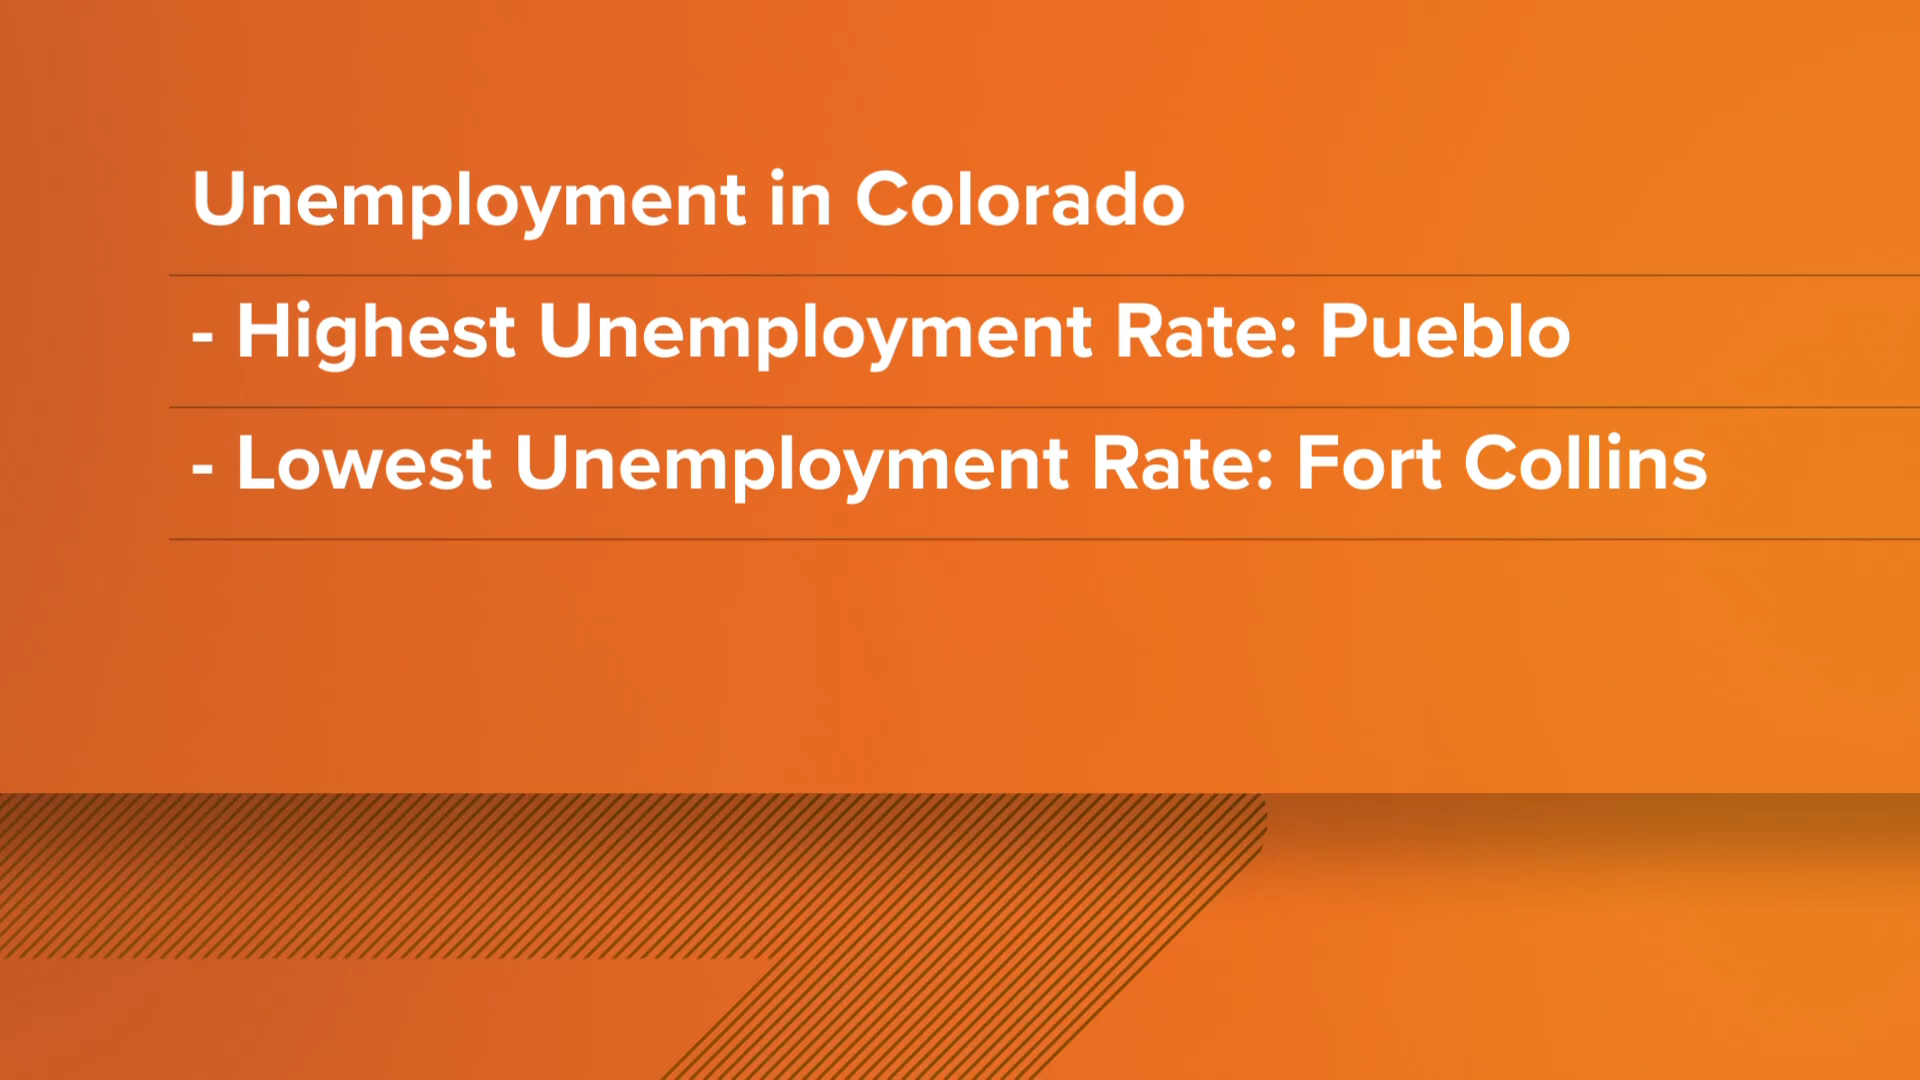 Unemployment in Colorado
- Highest Unemployment Rate: Pueblo
- Lowest Unemployment Rate: Fort Collins